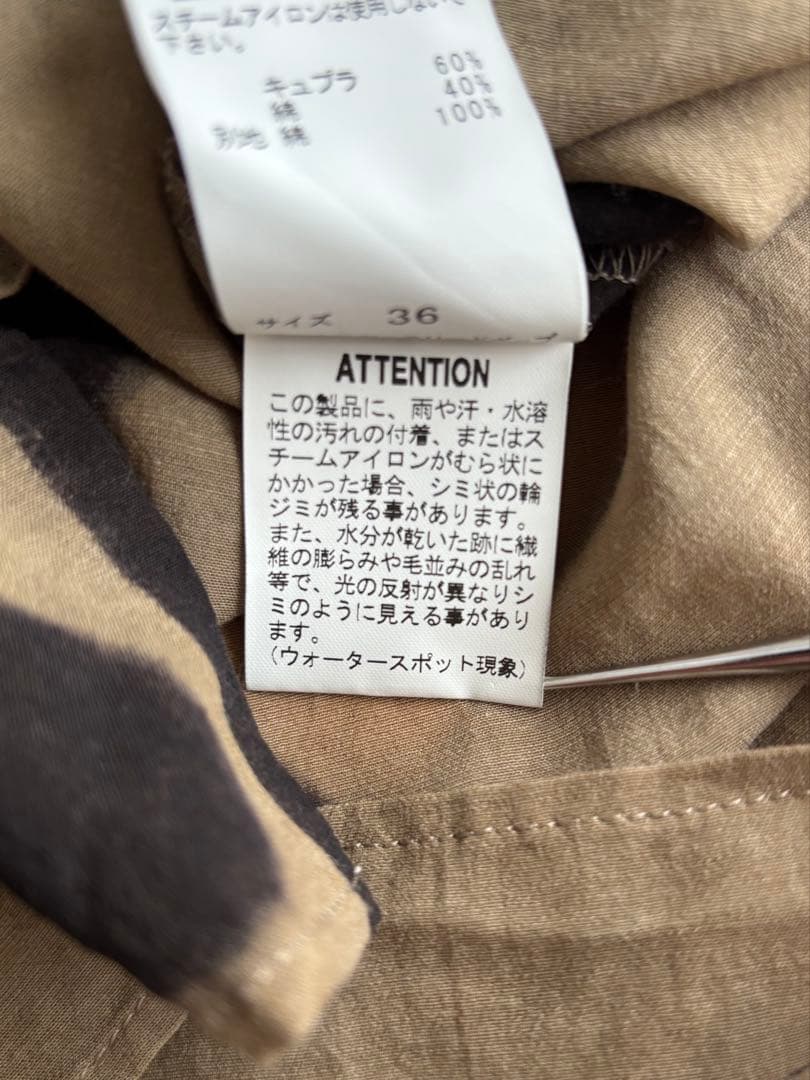 スチームアイロンは使用しないで
下さい。
キュプラ 60%
綿 40%
別地 綿 100%
サイズ 36
ATTENTION
この製品に、雨や汗・水溶
性の汚れの付着、またはス
チームアイロンがむら状に
かかった場合、シミ状の輪
ジミが残る事があります。
また、水分が乾いた跡に繊
維の膨らみや毛並みの乱れ
等で、光の反射が異なりシ
ミのように見える事があり
ます。
(ウォータースポット現象)